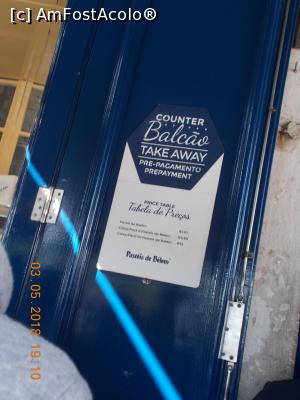 [c] AmFostAcolo®
COUNTER
Balcão
TAKE AWAY
PRÉ-PAGAMENTO
PREPAYMENT
PRICE TABLE
Tabela de Preços
Pastéis de Belém
03.05.2018 19:10